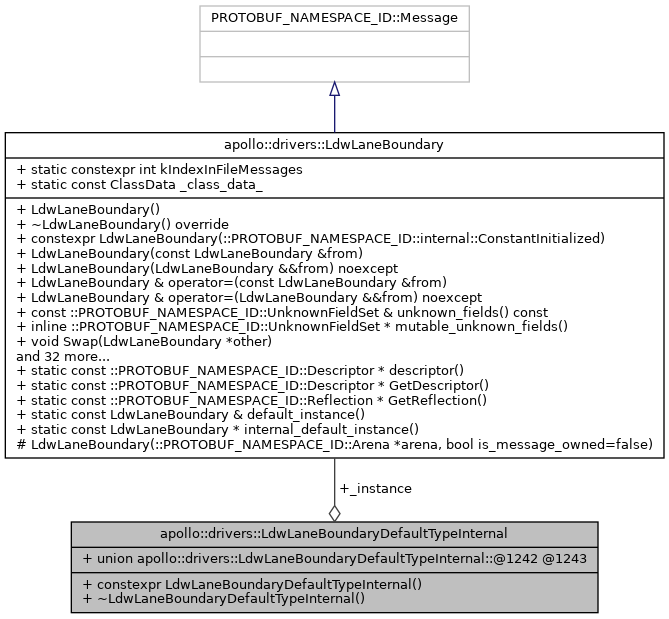 PROTOBUF_NAMESPACE_ID::Message
apollo::drivers::LdwLaneBoundary
+ static constexpr int kIndexInFileMessages
+ static const ClassData _class_data_
+ LdwLaneBoundary()
+ ~LdwLaneBoundary() override
+ constexpr LdwLaneBoundary(::PROTOBUF_NAMESPACE_ID::internal::ConstantInitialized)
+ LdwLaneBoundary(const LdwLaneBoundary &from)
+ LdwLaneBoundary(LdwLaneBoundary &&from) noexcept
+ LdwLaneBoundary & operator=(const LdwLaneBoundary &from)
+ LdwLaneBoundary & operator=(LdwLaneBoundary &&from) noexcept
+ const ::PROTOBUF_NAMESPACE_ID::UnknownFieldSet & unknown_fields() const
+ inline ::PROTOBUF_NAMESPACE_ID::UnknownFieldSet * mutable_unknown_fields()
+ void Swap(LdwLaneBoundary *other)
and 32 more...
+ static const ::PROTOBUF_NAMESPACE_ID::Descriptor * descriptor()
+ static const ::PROTOBUF_NAMESPACE_ID::Descriptor * GetDescriptor()
+ static const ::PROTOBUF_NAMESPACE_ID::Reflection * GetReflection()
+ static const LdwLaneBoundary & default_instance()
+ static const LdwLaneBoundary * internal_default_instance()
# LdwLaneBoundary(::PROTOBUF_NAMESPACE_ID::Arena *arena, bool is_message_owned=false)
+_instance
apollo::drivers::LdwLaneBoundaryDefaultTypeInternal
+ union apollo::drivers::LdwLaneBoundaryDefaultTypeInternal::@1242 @1243
+ constexpr LdwLaneBoundaryDefaultTypeInternal()
+ ~LdwLaneBoundaryDefaultTypeInternal()